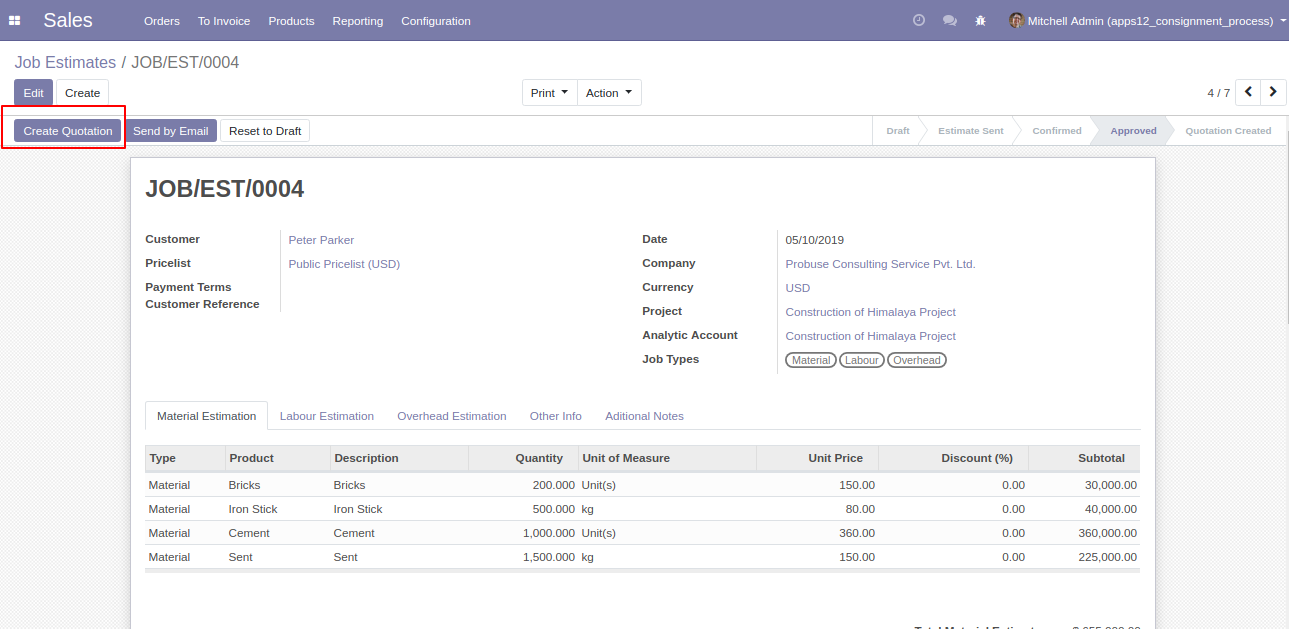 Sales Orders To Invoice Products Reporting Configuration Mitchell Admin (apps12_consignment_process)
Job Estimates / JOB/EST/0004
Edit Create Print Action 4 / 7
Create Quotation Send by Email Reset to Draft Draft Estimate Sent Confirmed Approved Quotation Created
JOB/EST/0004
Customer Peter Parker
Pricelist Public Pricelist (USD)
Payment Terms
Customer Reference
Date 05/10/2019
Company Probuse Consulting Service Pvt. Ltd.
Currency USD
Project Construction of Himalaya Project
Analytic Account Construction of Himalaya Project
Job Types Material Labour Overhead
Material Estimation Labour Estimation Overhead Estimation Other Info Aditional Notes
Type Product Description Quantity Unit of Measure Unit Price Discount (%) Subtotal
Material Bricks Bricks 200.000 Unit(s) 150.00 0.00 30,000.00
Material Iron Stick Iron Stick 500.000 kg 80.00 0.00 40,000.00
Material Cement Cement 1,000.000 Unit(s) 360.00 0.00 360,000.00
Material Sent Sent 1,500.000 kg 150.00 0.00 225,000.00